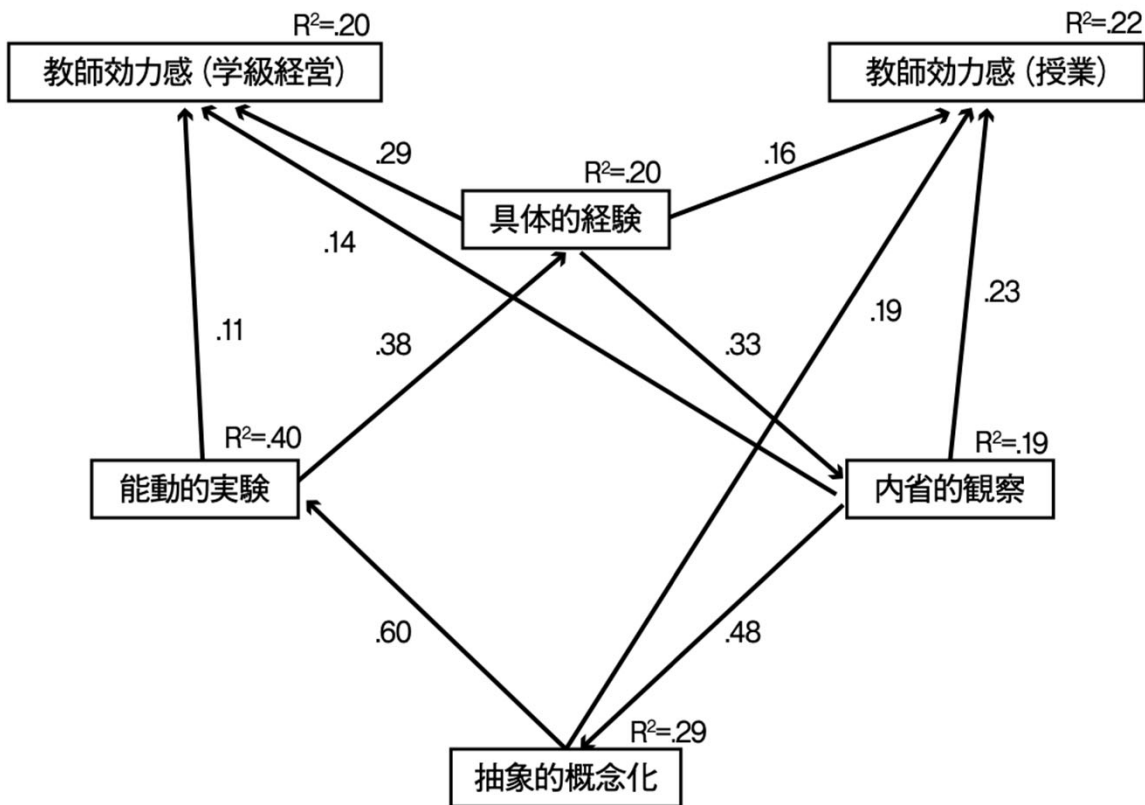 R²=.20
教師効力感（学級経営）
R²=.22
教師効力感（授業）
.29
.16
R²=.20
具体的経験
.14
.19
.23
.11
.38
.33
R²=.40
能動的実験
R²=.19
内省的観察
.60
.48
R²=.29
抽象的概念化